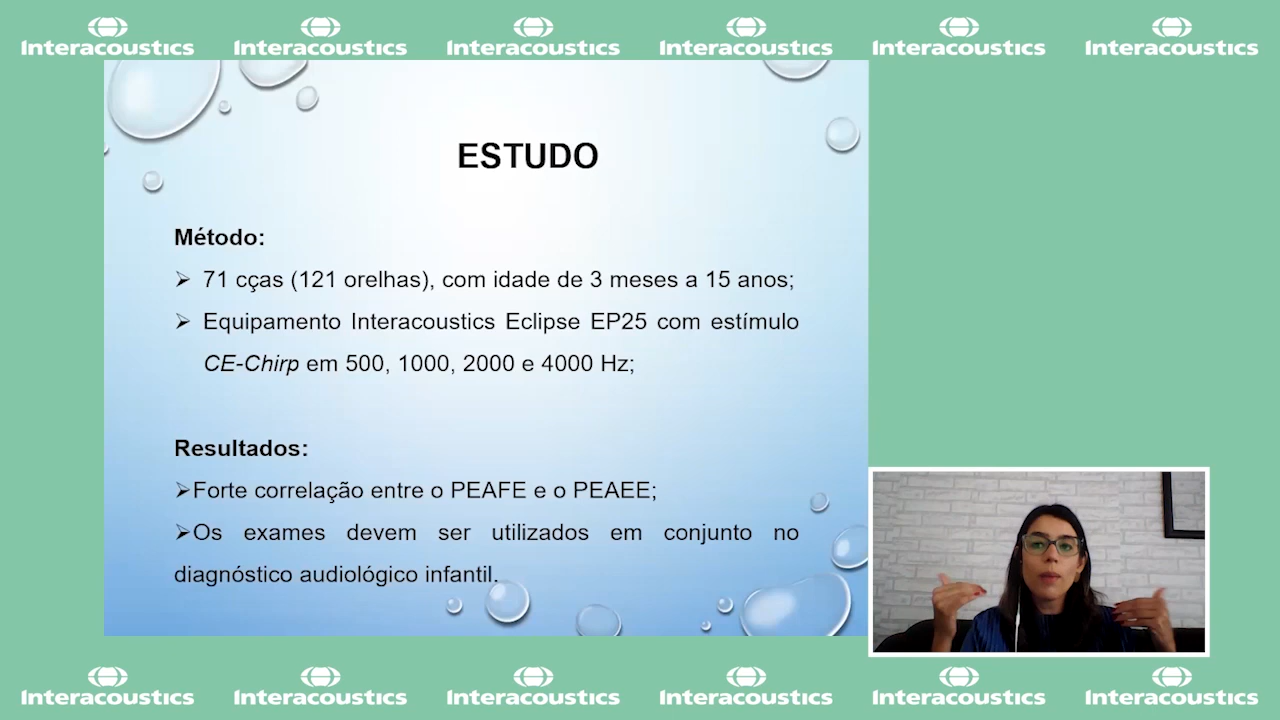 Interacoustics Interacoustics Interacoustics Interacoustics Interacoustics Interacoustics
ESTUDO
Método:
➢ 71 cças (121 orelhas), com idade de 3 meses a 15 anos;
➢ Equipamento Interacoustics Eclipse EP25 com estímulo
CE-Chirp em 500, 1000, 2000 e 4000 Hz;
Resultados:
➢Forte correlação entre o PEAFE e o PEAEE;
➢Os exames devem ser utilizados em conjunto no
diagnóstico audiológico infantil.
Interacoustics Interacoustics Interacoustics Interacoustics Interacoustics Interacoustics